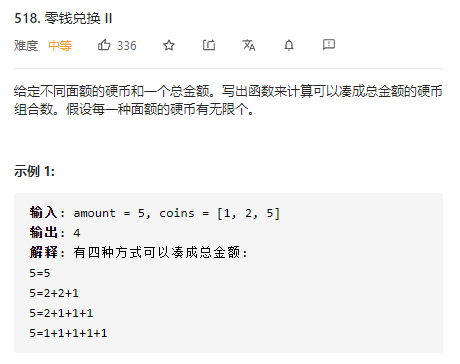 518. 零钱兑换 II
难度 中等 336
给定不同面额的硬币和一个总金额。写出函数来计算可以凑成总金额的硬币
组合数。假设每一种面额的硬币有无限个。
示例 1:
输入: amount = 5, coins = [1, 2, 5]
输出: 4
解释: 有四种方式可以凑成总金额:
5=5
5=2+2+1
5=2+1+1+1
5=1+1+1+1+1